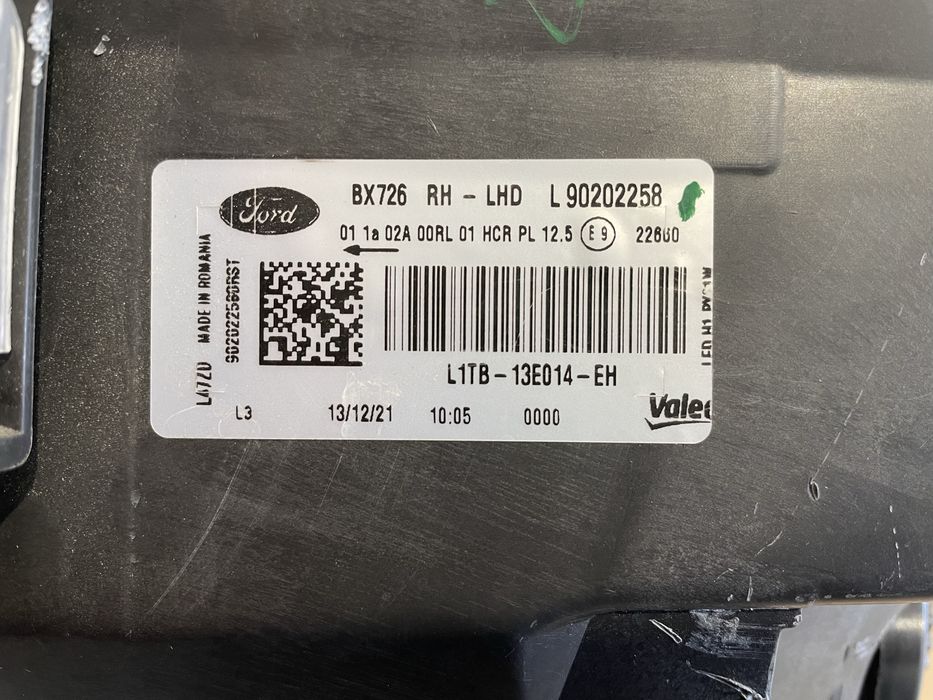 Ford
BX726 RH - LHD L 90202258
01 1a 02A 00RL 01 HCR PL 12.5 E9 22660
MADE IN ROMANIA
L1TB-13E014-EH
L3 13/12/21 10:05 0000
Valeo